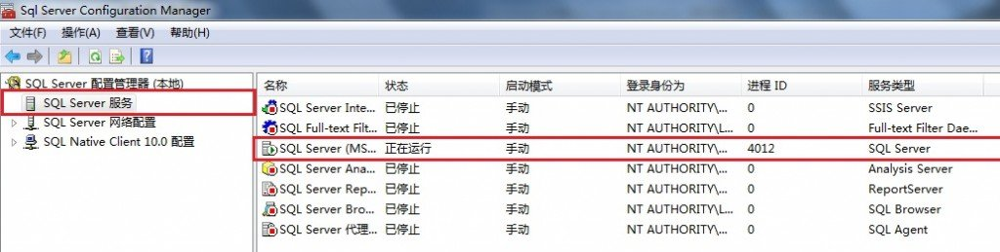 Sql Server Configuration Manager
文件(F) 操作(A) 查看(V) 帮助(H)
SQL Server 配置管理器 (本地)
SQL Server 服务
SQL Server 网络配置
SQL Native Client 10.0 配置
名称 状态 启动模式 登录身份为 进程 ID 服务类型
SQL Server Inte... 已停止 手动 NT AUTHORITY\... 0 SSIS Server
SQL Full-text Filt... 已停止 手动 NT AUTHORITY\... 0 Full-text Filter Dae...
SQL Server (MS... 正在运行 手动 NT AUTHORITY\... 4012 SQL Server
SQL Server Ana... 已停止 手动 NT AUTHORITY\... 0 Analysis Server
SQL Server Rep... 已停止 手动 NT AUTHORITY\... 0 ReportServer
SQL Server Bro... 已停止 手动 NT AUTHORITY\L... 0 SQL Browser
SQL Server 代理... 已停止 手动 NT AUTHORITY\... 0 SQL Agent